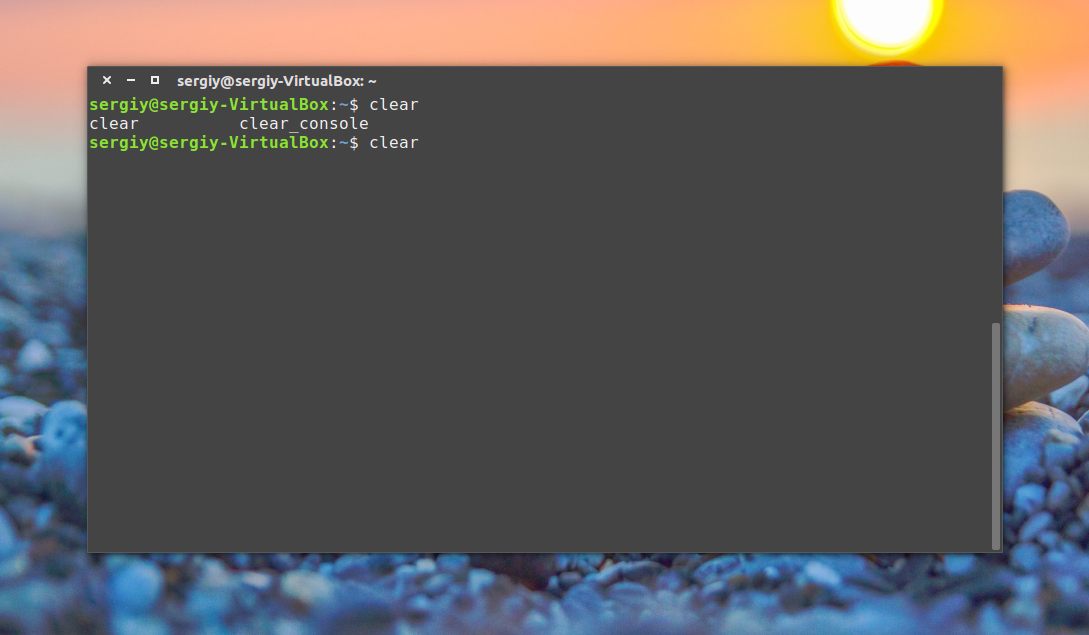 sergiy@sergiy-VirtualBox: ~
sergiy@sergiy-VirtualBox:~$ clear
clear          clear_console
sergiy@sergiy-VirtualBox:~$ clear